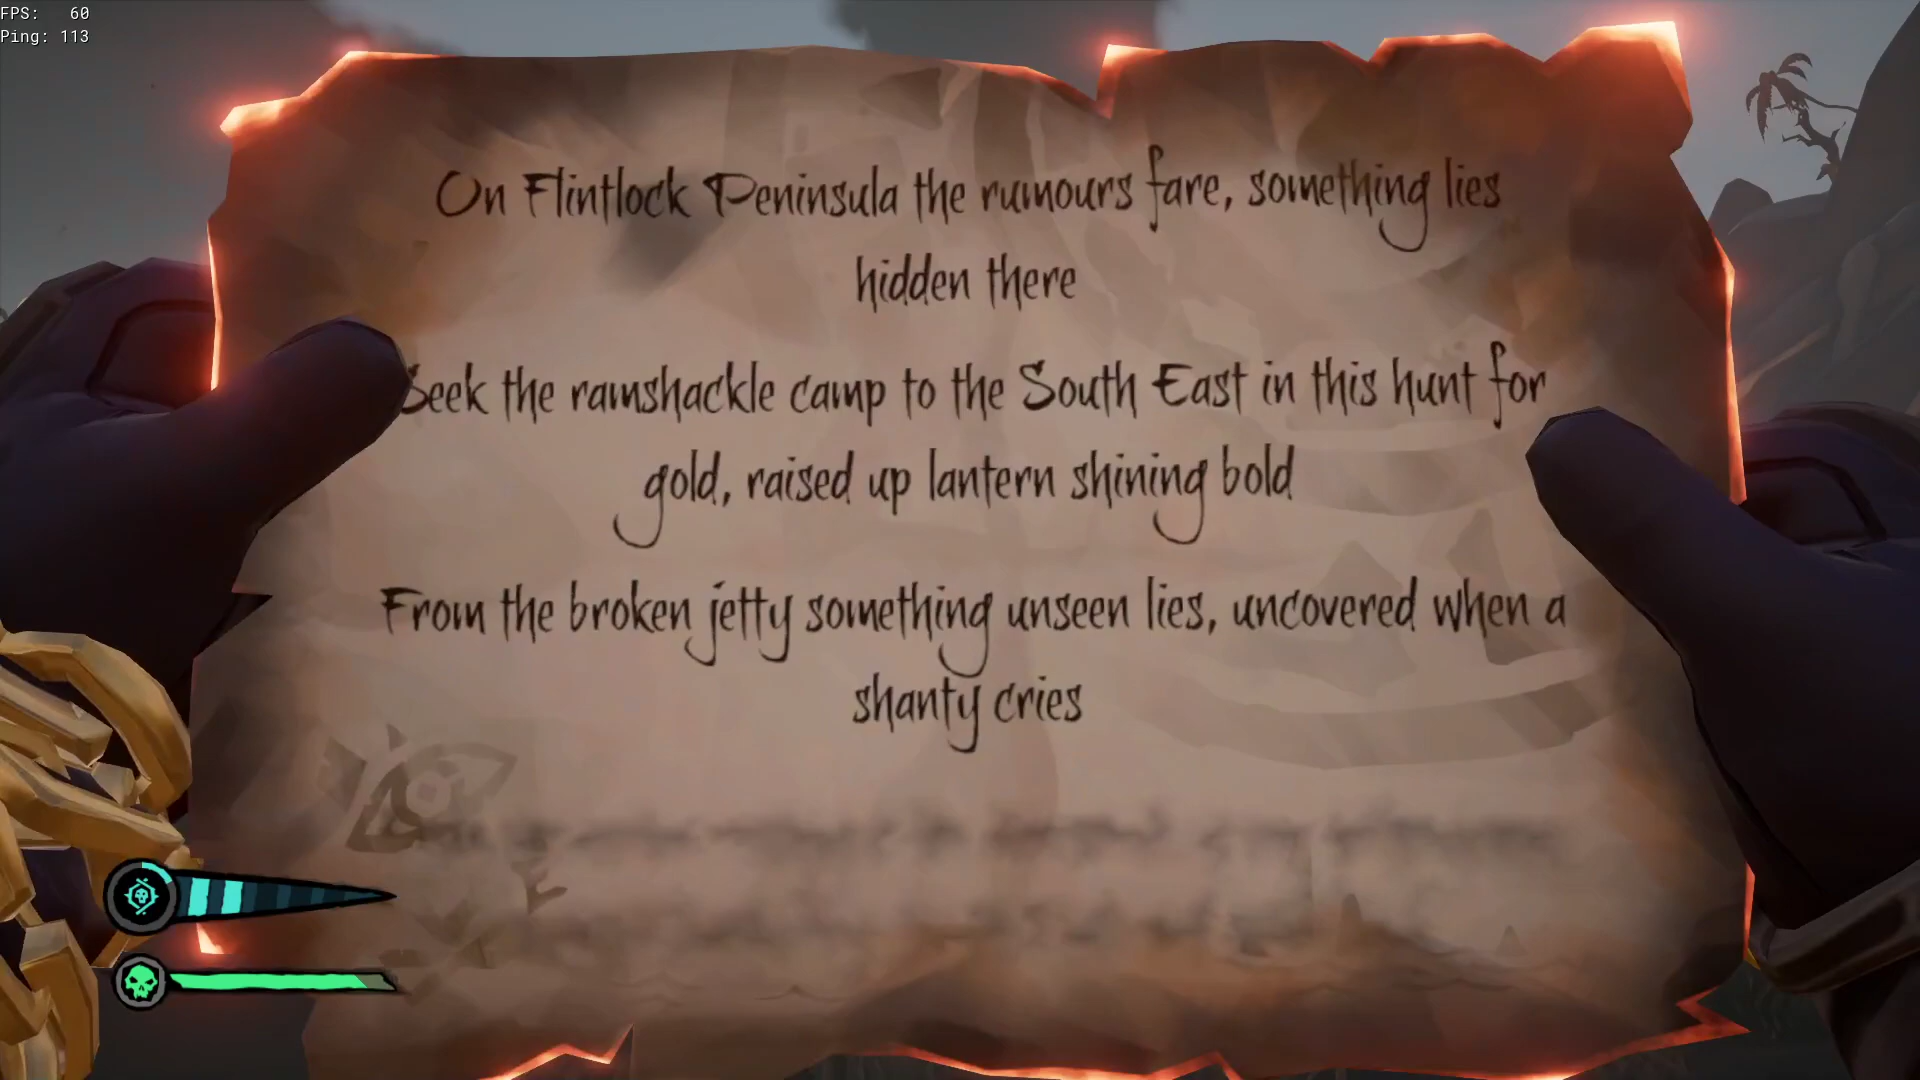 FPS: 60
Ping: 113
On Flintlock Peninsula the rumours fare, something lies
hidden there
Seek the ramshackle camp to the South East in this hunt for
gold, raised up lantern shining bold
From the broken jetty something unseen lies, uncovered when a
shanty cries